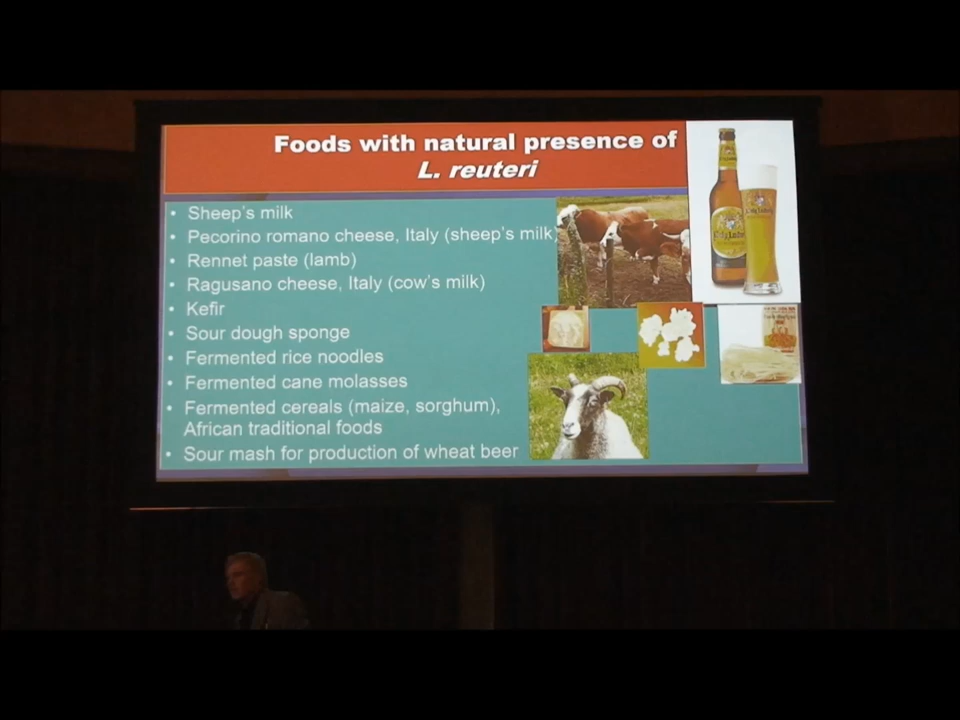 Foods with natural presence of
L. reuteri
• Sheep's milk
• Pecorino romano cheese, Italy (sheep's milk)
• Rennet paste (lamb)
• Ragusano cheese, Italy (cow's milk)
• Kefir
• Sour dough sponge
• Fermented rice noodles
• Fermented cane molasses
• Fermented cereals (maize, sorghum),
African traditional foods
• Sour mash for production of wheat beer